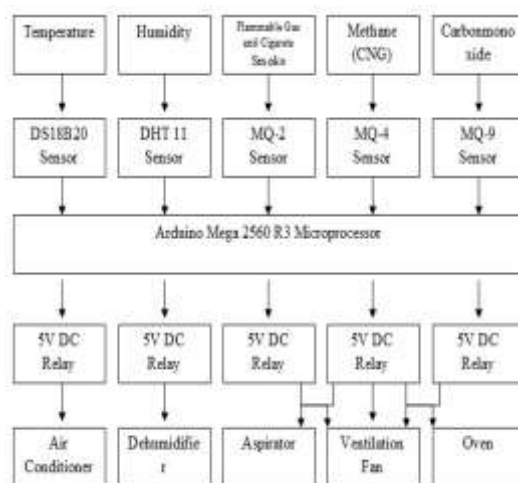 Temperature
Humidity
Flammable Gas
and Cigarete
Smoke
Methane
(CNG)
Carbonmono
xide
DS18B20
Sensor
DHT 11
Sensor
MQ-2
Sensor
MQ-4
Sensor
MQ-9
Sensor
Arduino Mega 2560 R3 Microprocessor
5V DC
Relay
5V DC
Relay
5V DC
Relay
5V DC
Relay
5V DC
Relay
Air
Conditioner
Dehumidifie
r
Aspirator
Ventilation
Fan
Oven